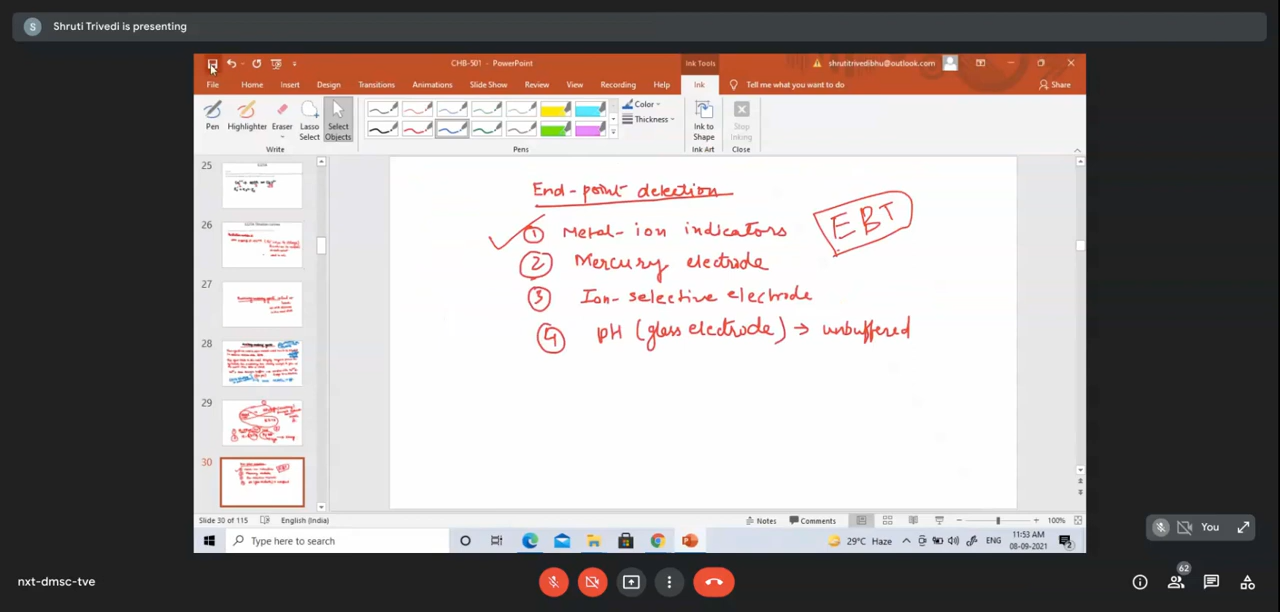 S Shruti Trivedi is presenting
CHB-501 - PowerPoint
Ink Tools
shrutitrivedibhu@outlook.com
File Home Insert Design Transitions Animations Slide Show Review View Recording Help Ink Tell me what you want to do Share
Pen Highlighter Eraser Lasso Select Select Objects
Color
Thickness
Ink to Shape
Stop Inking
Write Pens Ink Art Close
25
26
27
28
29
30
End-point detection
① Metal-ion indicators EBT
② Mercury electrode
③ Ion-selective electrode
④ pH (glass electrode) → unbuffered
Slide 30 of 115 English (India) Notes Comments 100%
Type here to search 29°C Haze ENG 11:53 AM
08-09-2021 2
You
nxt-dmsc-tve 62